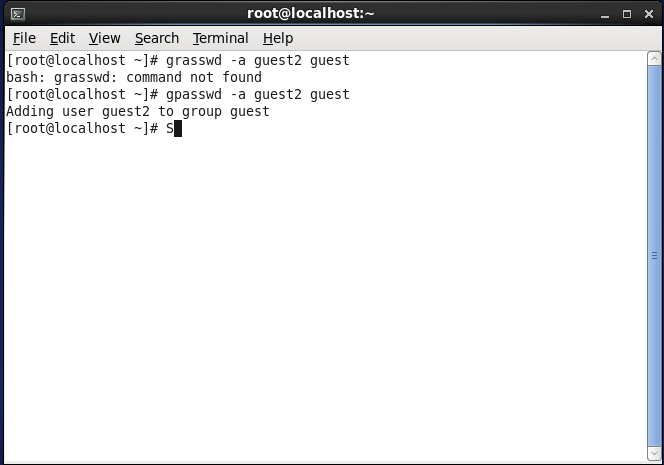 root@localhost:~
File Edit View Search Terminal Help
[root@localhost ~]# grasswd -a guest2 guest
bash: grasswd: command not found
[root@localhost ~]# gpasswd -a guest2 guest
Adding user guest2 to group guest
[root@localhost ~]# S